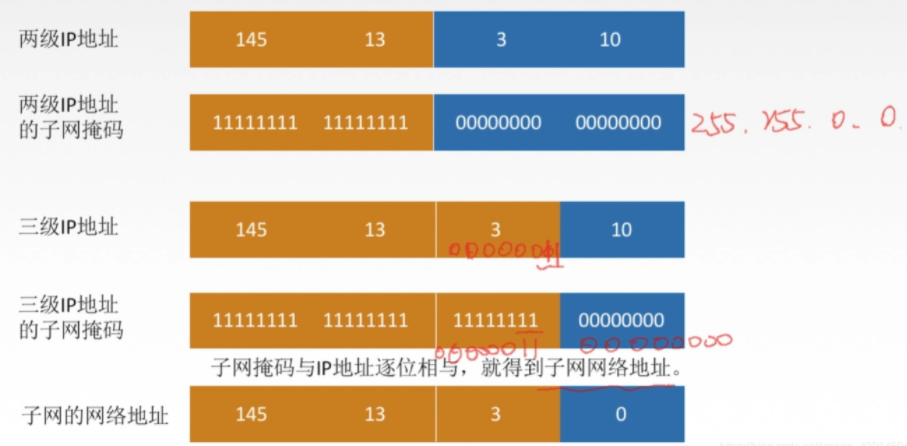 两级IP地址 145 13 3 10
两级IP地址
的子网掩码 11111111 11111111 00000000 00000000 255.255.0.0.
三级IP地址 145 13 3 10
三级IP地址
的子网掩码 11111111 11111111 11111111 00000000
00000011 00000000
子网掩码与IP地址逐位相与，就得到子网网络地址。
子网的网络地址 145 13 3 0